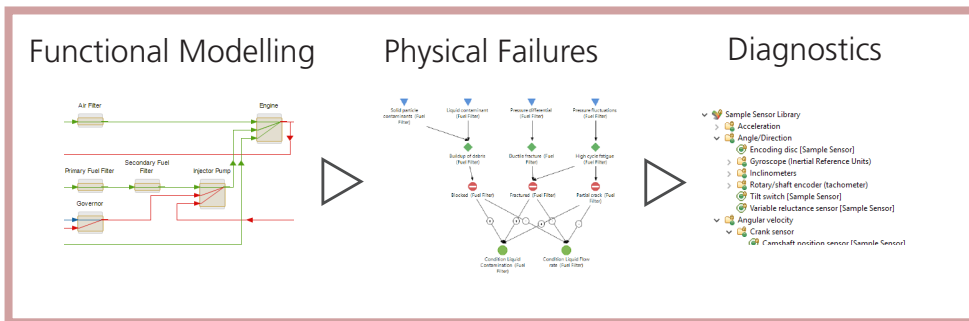 Functional Modelling
Physical Failures
Diagnostics
Air Filter
Engine
Secondary Fuel
Filter
Primary Fuel Filter
Injector Pump
Governor
Solid particle
contaminants (Fuel
Filter)
Liquid contaminant
(Fuel Filter)
Pressure differential
(Fuel Filter)
Pressure fluctuations
(Fuel Filter)
Buildup of debris
(Fuel Filter)
Ductile fracture (Fuel
Filter)
High cycle fatigue
(Fuel Filter)
Blocked (Fuel Filter)
Fractured (Fuel Filter)
Partial crack (Fuel
Filter)
Condition Liquid
Contamination (Fuel
Filter)
Condition Liquid Flow
rate (Fuel Filter)
Sample Sensor Library
Acceleration
Angle/Direction
Encoding disc [Sample Sensor]
Gyroscope (Inertial Reference Units)
Inclinometers
Rotary/shaft encoder (tachometer)
Tilt switch [Sample Sensor]
Variable reluctance sensor [Sample Sensor]
Angular velocity
Crank sensor
Camshaft position sensor [Sample Sensor]